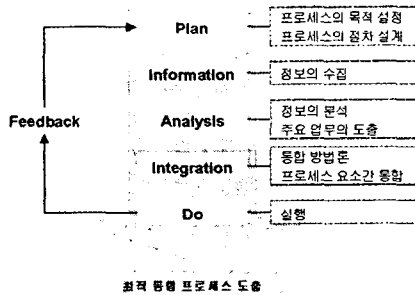 Plan
프로세스의 목적 설정
프로세스의 절차 설계
Information
정보의 수집
Feedback
Analysis
정보의 분석
주요 업무의 도출
Integration
통합 방법론
프로세스 요소간 통합
Do
실행
최적 통합 프로세스 도출